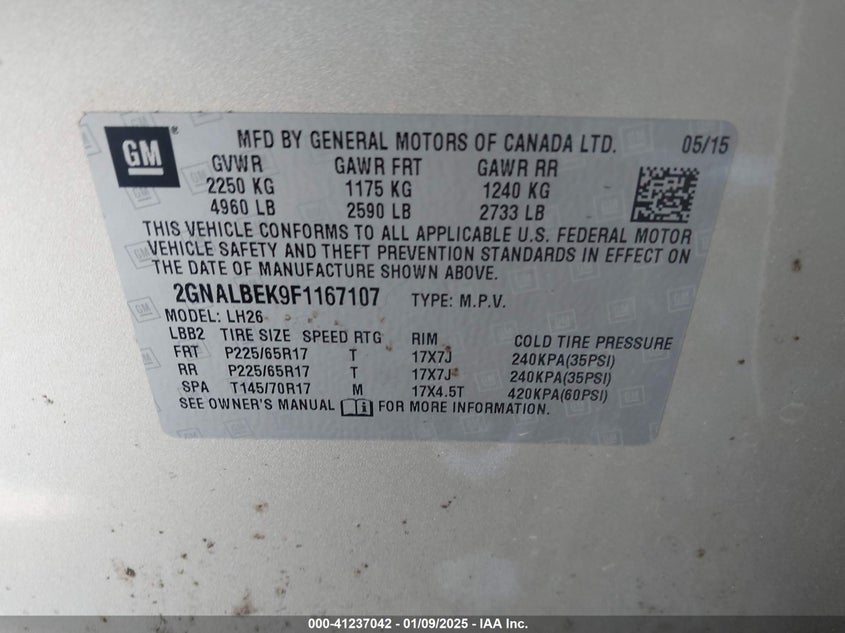 GM ® MFD BY GENERAL MOTORS OF CANADA LTD. 05/15
GVWR GAWR FRT GAWR RR
2250 KG 1175 KG 1240 KG
4960 LB 2590 LB 2733 LB
THIS VEHICLE CONFORMS TO ALL APPLICABLE U.S. FEDERAL MOTOR
VEHICLE SAFETY AND THEFT PREVENTION STANDARDS IN EFFECT ON
THE DATE OF MANUFACTURE SHOWN ABOVE.
2GNALBEK9F1167107 TYPE: M.P.V.
MODEL: LH26
LBB2 TIRE SIZE SPEED RTG RIM COLD TIRE PRESSURE
FRT P225/65R17 T 17X7J 240KPA(35PSI)
RR P225/65R17 T 17X7J 240KPA(35PSI)
SPA T145/70R17 M 17X4.5T 420KPA(60PSI)
SEE OWNER'S MANUAL i FOR MORE INFORMATION.
000-41237042 - 01/09/2025 - IAA Inc.